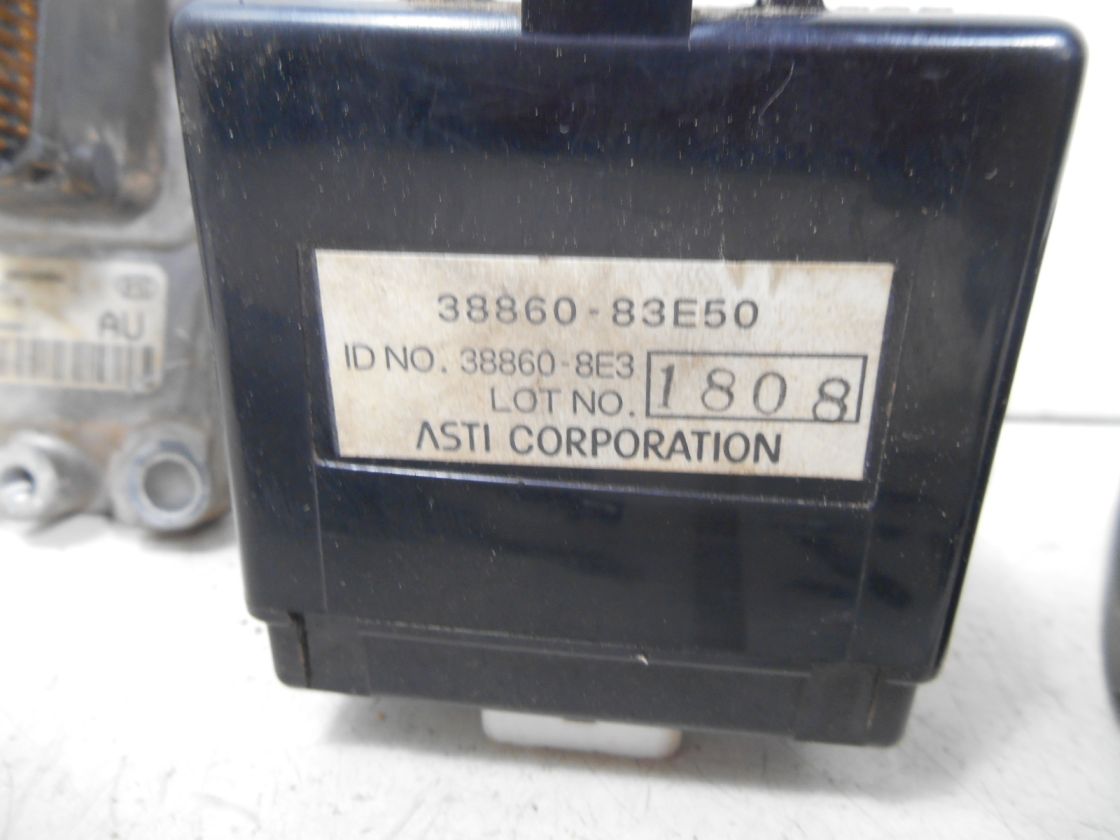 38860-83E50
ID NO. 38860-8E3
LOT NO. 1808
ASTI CORPORATION
AU